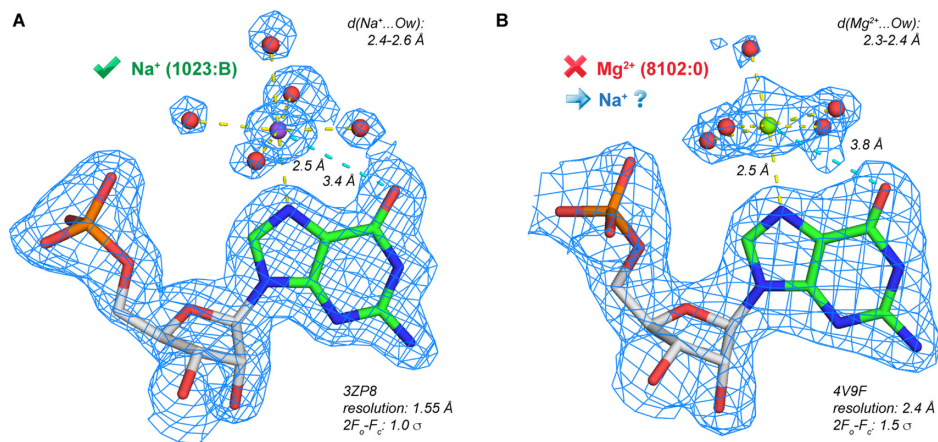 A
d(Na⁺...Ow):
2.4-2.6 Å
Na⁺ (1023:B)
2.5 Å
3.4 Å
3ZP8
resolution: 1.55 Å
2Fₒ-F꜀: 1.0 σ
B
d(Mg²⁺...Ow):
2.3-2.4 Å
Mg²⁺ (8102:0)
Na⁺ ?
3.8 Å
2.5 Å
4V9F
resolution: 2.4 Å
2Fₒ-F꜀: 1.5 σ